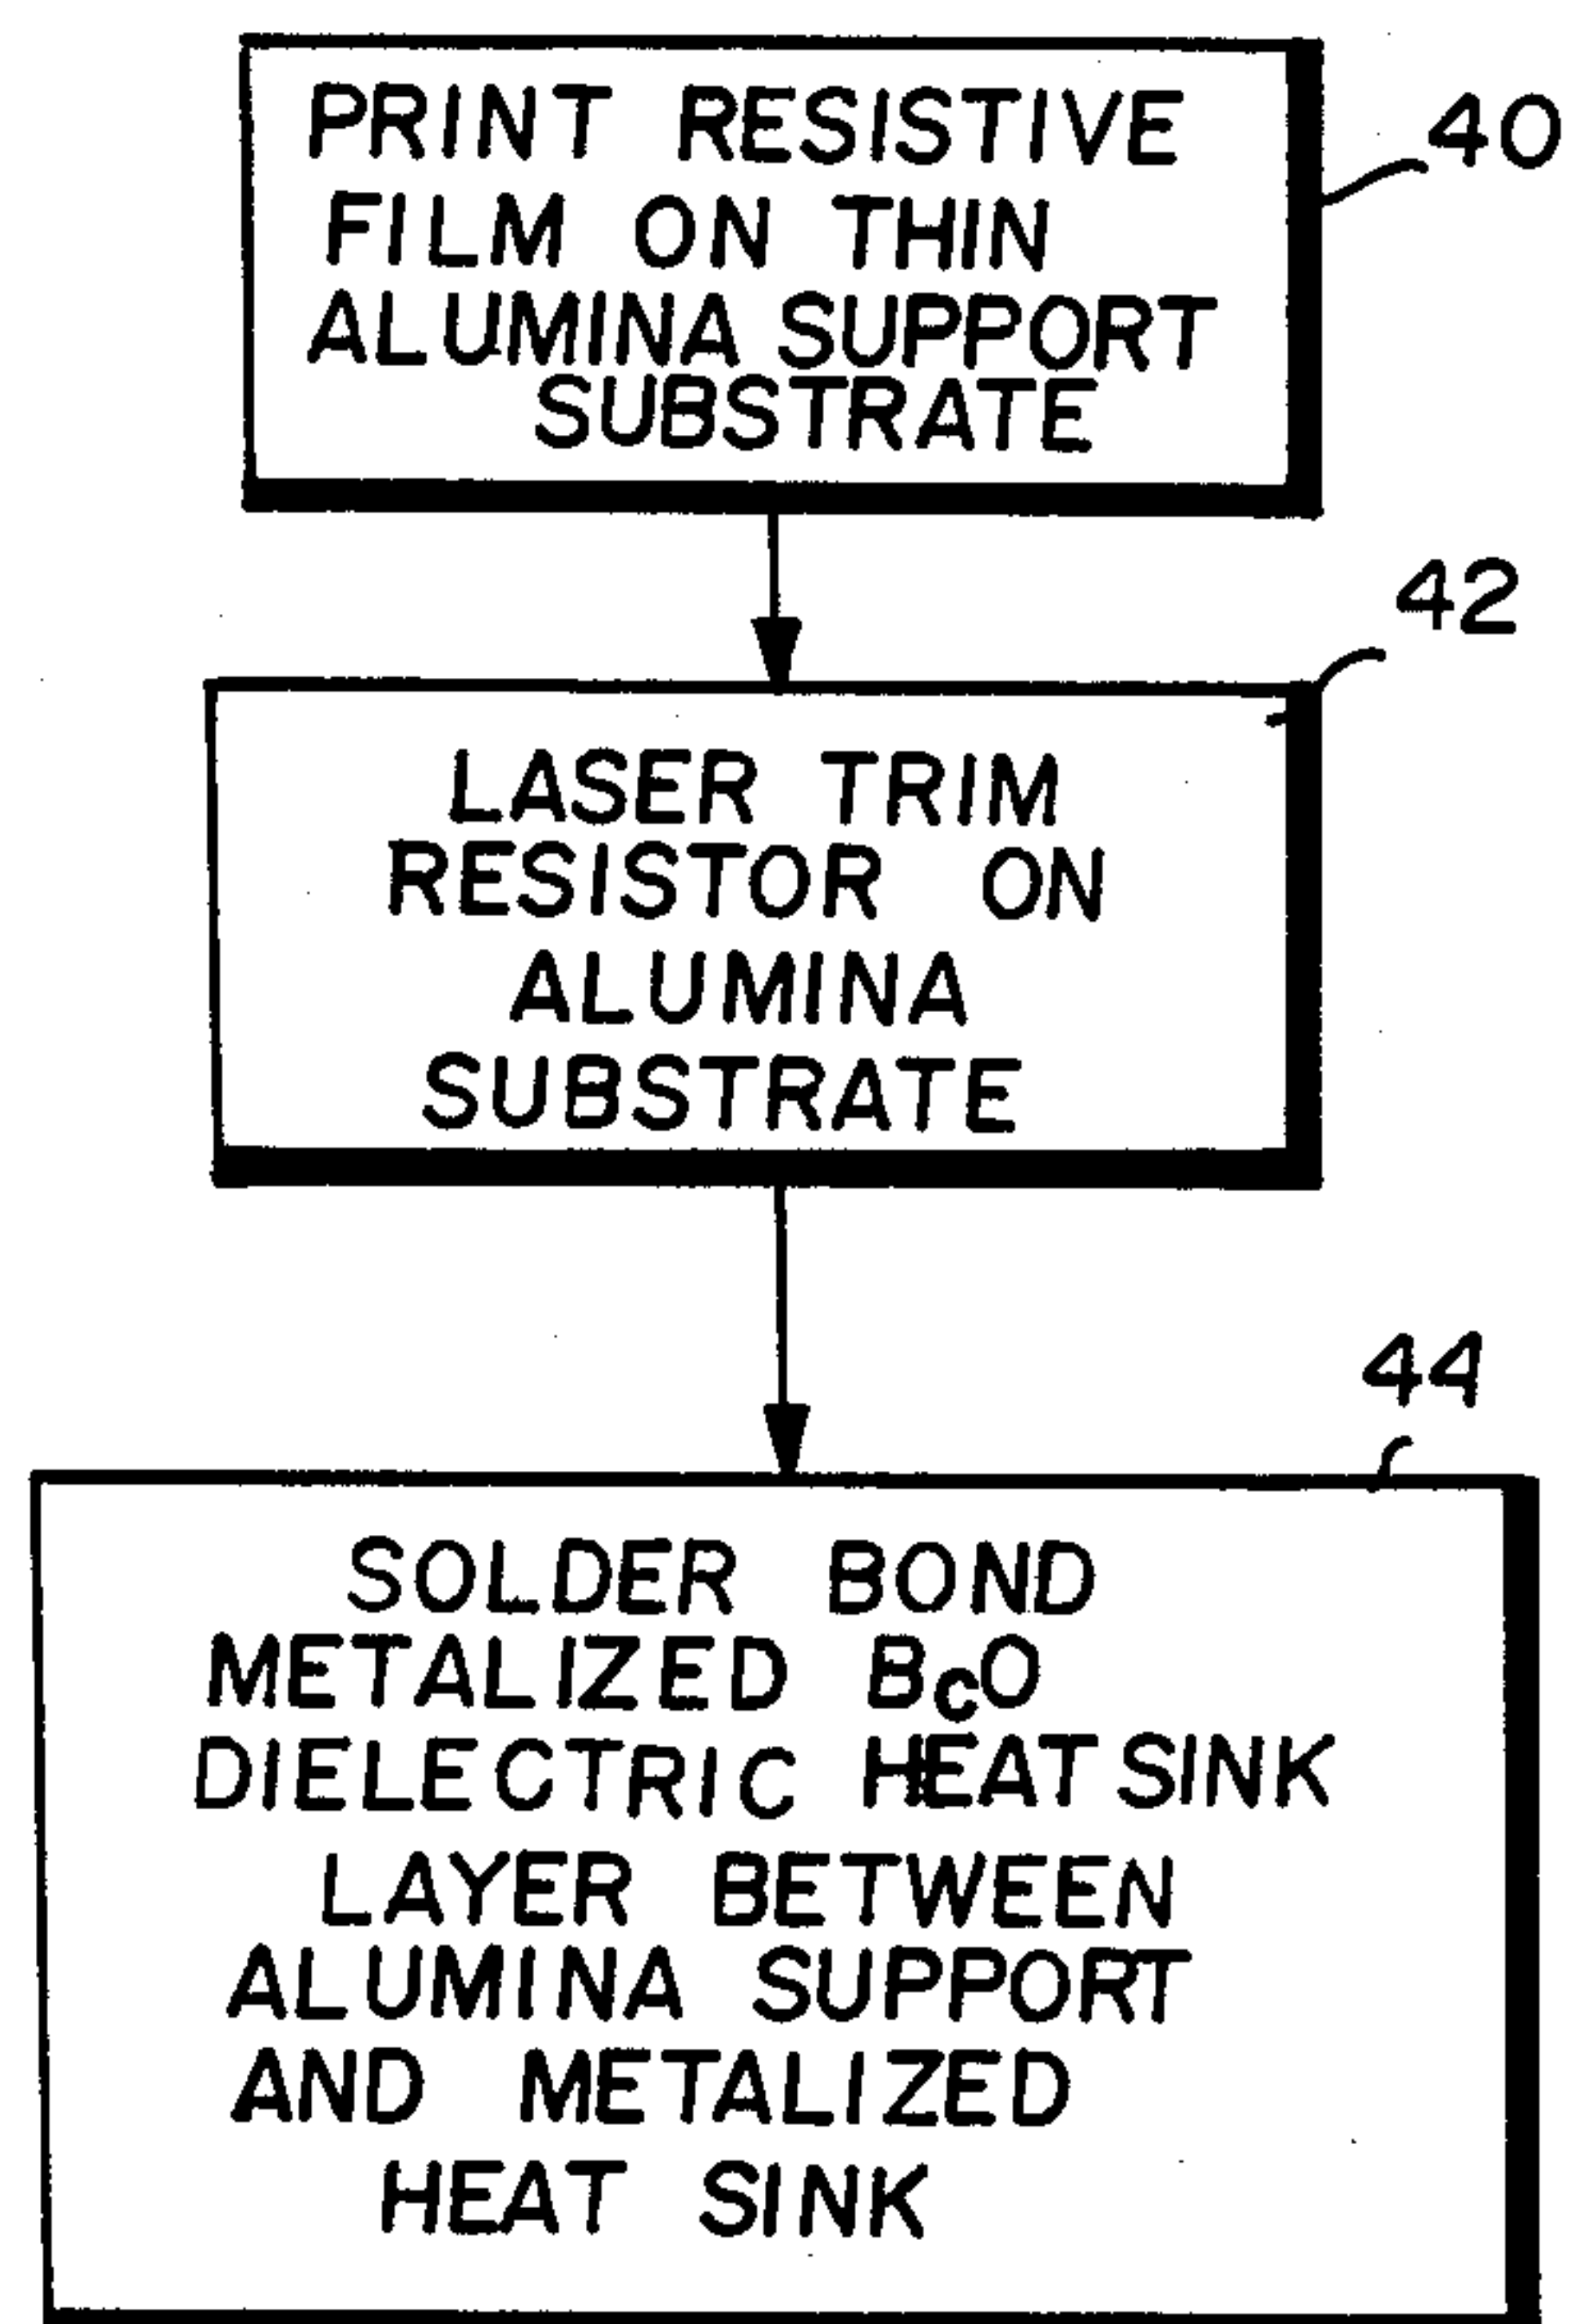 PRINT RESISTIVE
FILM ON THIN
ALUMINA SUPPORT
SUBSTRATE
40
42
LASER TRIM
RESISTOR ON
ALUMINA
SUBSTRATE
44
SOLDER BOND
METALIZED BcO
DIELECTRIC HEAT SINK
LAYER BETWEEN
ALUMINA SUPPORT
AND METALIZED
HEAT SINK